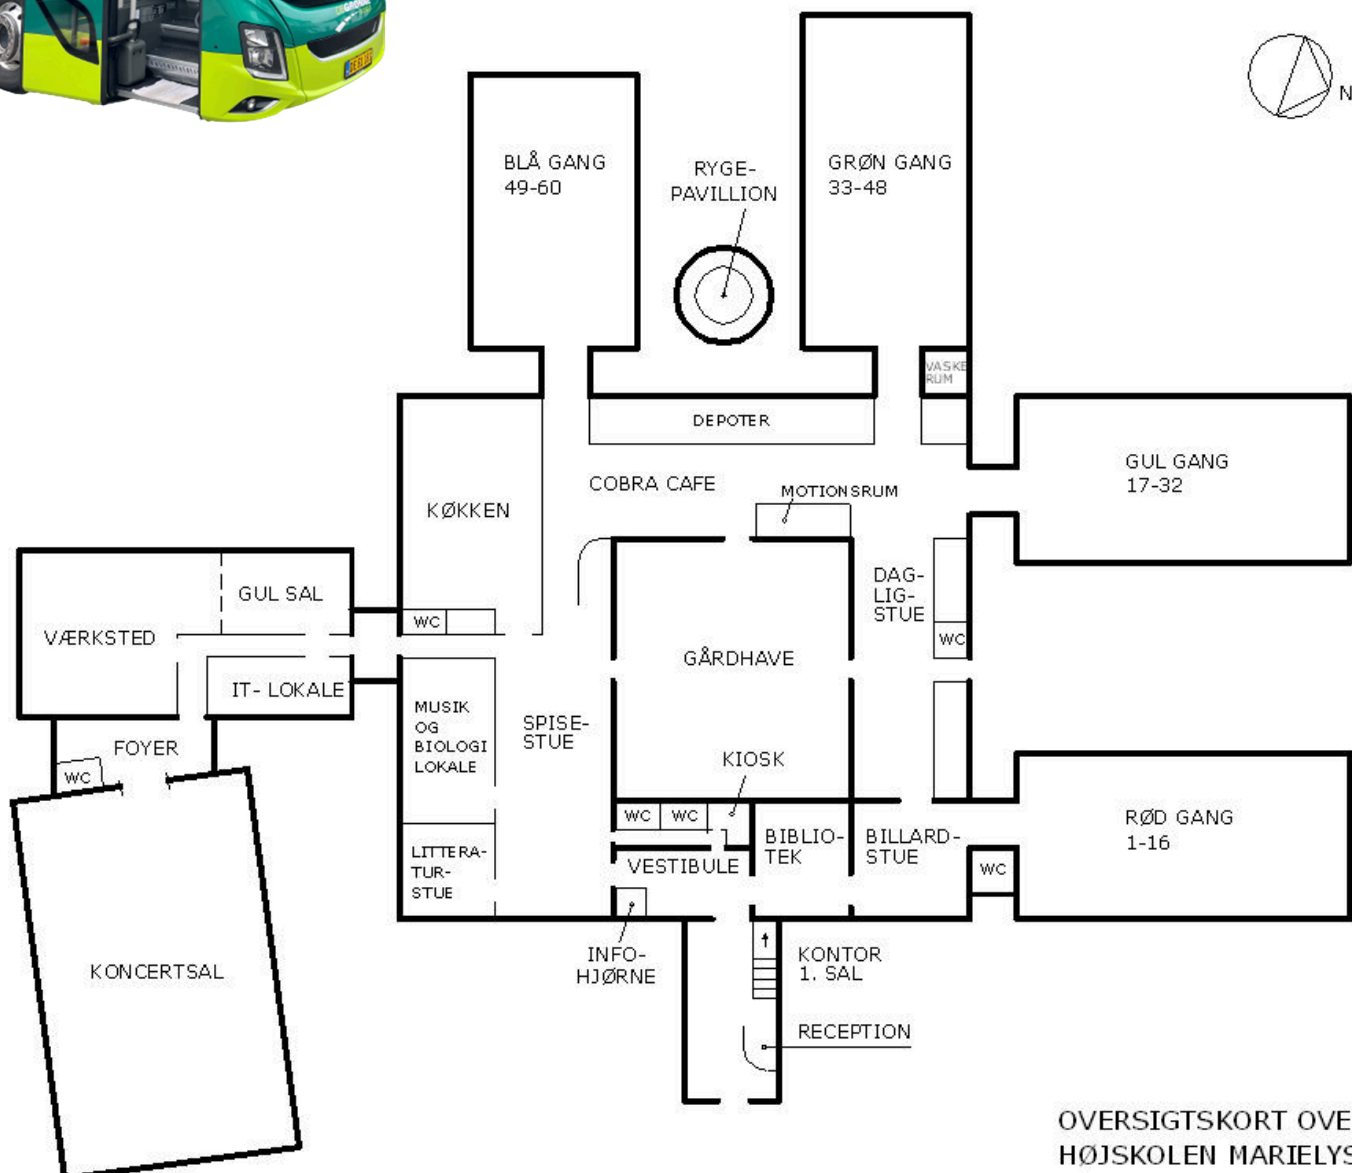 GRØNNE
BLÅ GANG
49-60
RYGE-
PAVILLION
GRØN GANG
33-48
N
VASKE
RUM
DEPOTER
GUL GANG
17-32
COBRA CAFE
MOTIONSRUM
KØKKEN
GUL SAL
DAG-
LIG-
STUE
WC
VÆRKSTED
WC
GÅRDHAVE
IT- LOKALE
MUSIK
OG
BIOLOGI
LOKALE
SPISE-
STUE
FOYER
WC
KIOSK
WC
WC
BIBLIO-
TEK
BILLARD-
STUE
RØD GANG
1-16
LITTERA-
TUR-
STUE
VESTIBULE
WC
INFO-
HJØRNE
KONTOR
1. SAL
KONCERTSAL
RECEPTION
OVERSIGTSKORT OVE
HØJSKOLEN MARIELYS